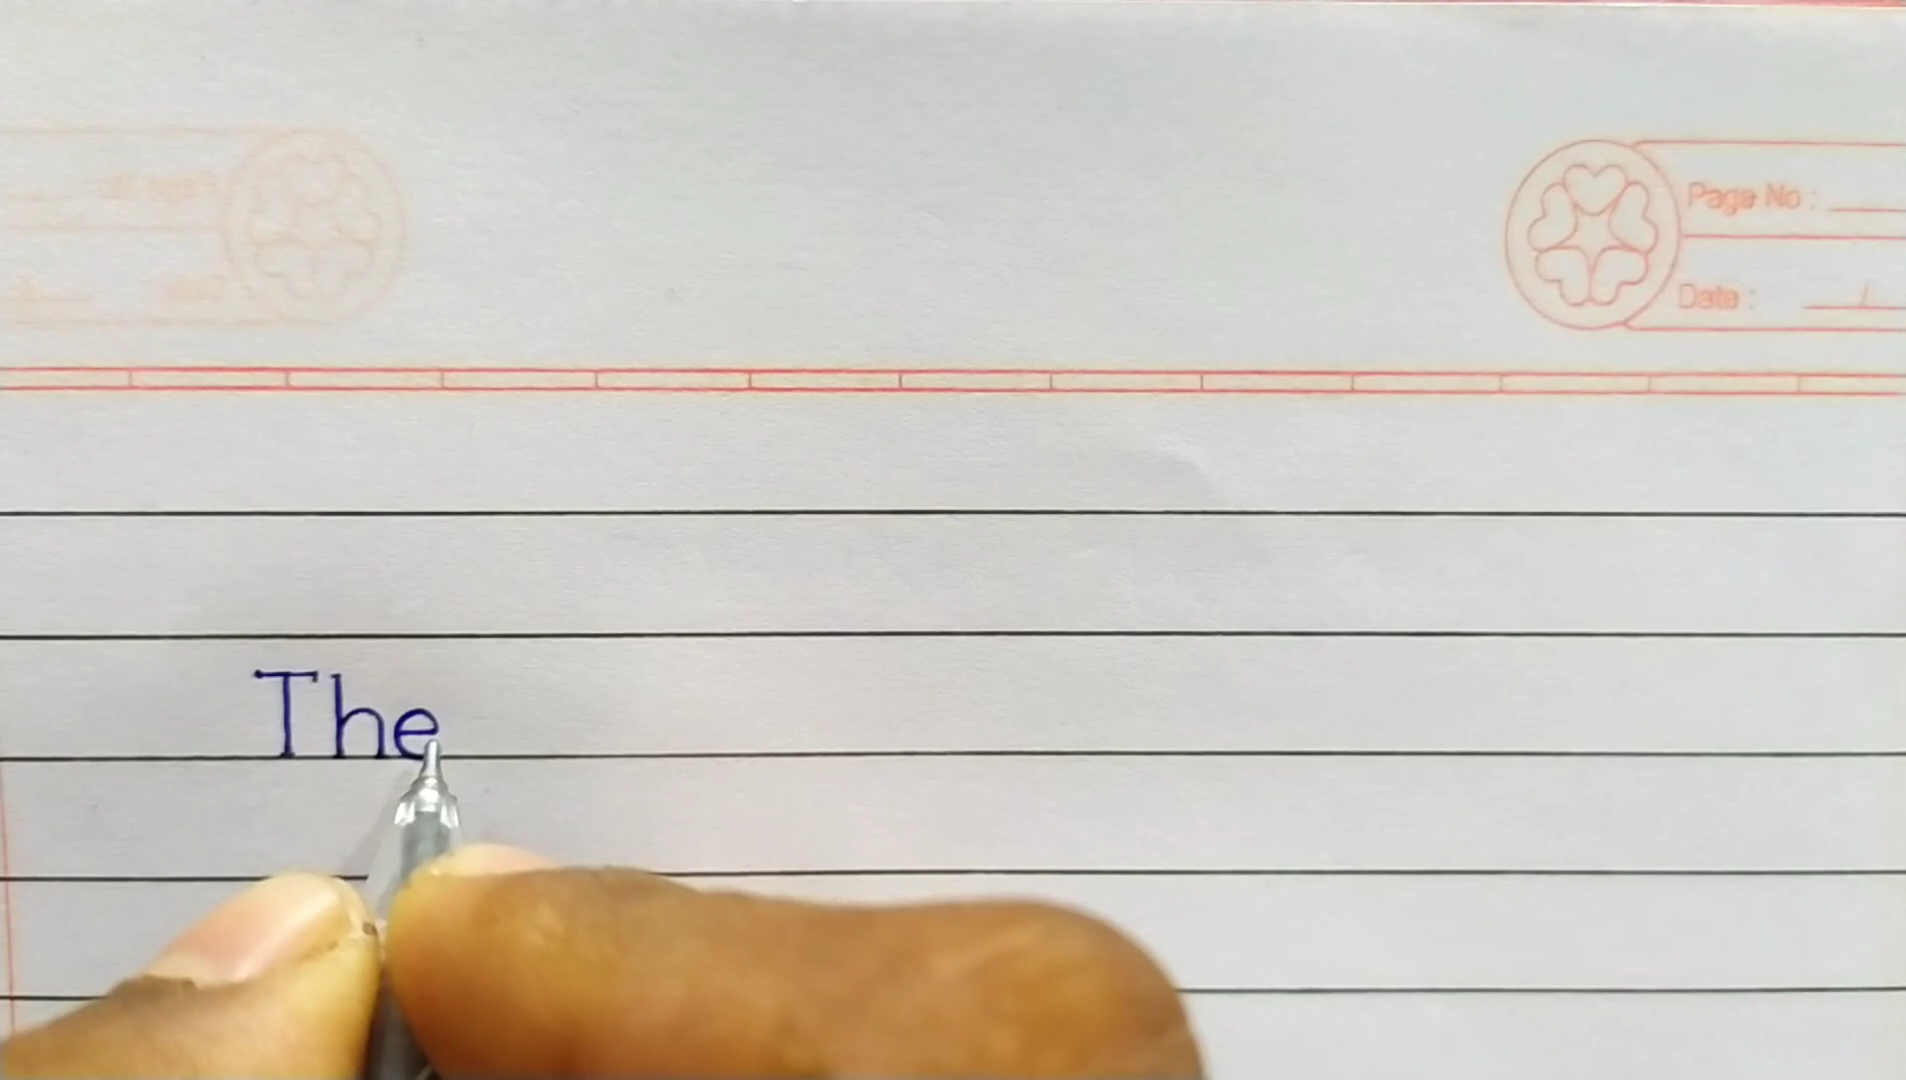 Page No :
Date : /
The